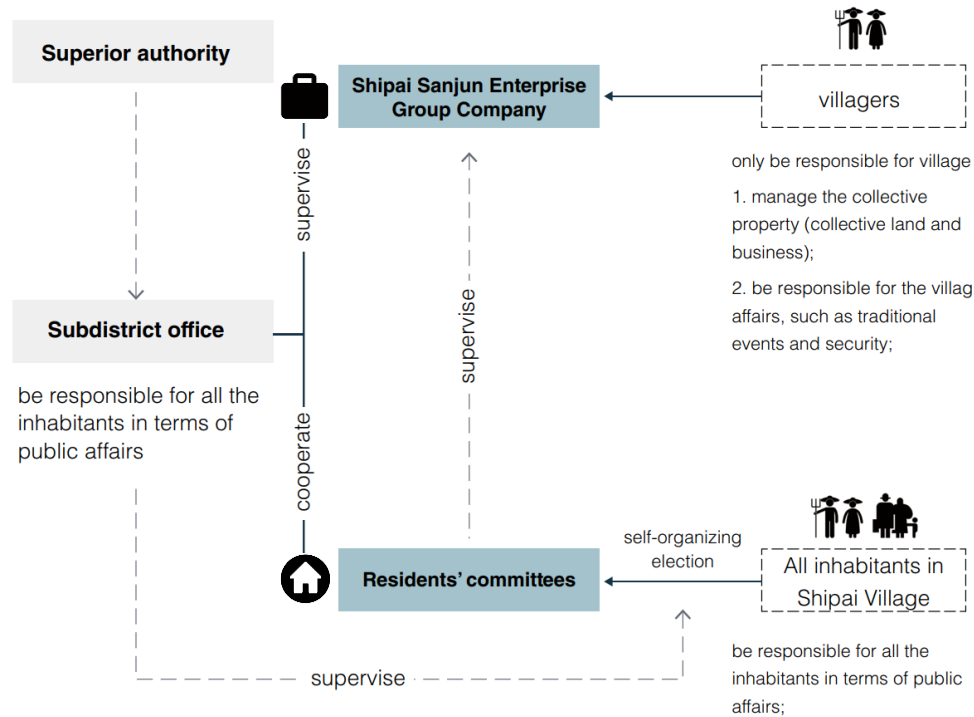 Superior authority
Shipai Sanjun Enterprise
Group Company
villagers
supervise
only be responsible for village
1. manage the collective
property (collective land and
business);
2. be responsible for the villag
affairs, such as traditional
events and security;
Subdistrict office
be responsible for all the
inhabitants in terms of
public affairs
supervise
cooperate
self-organizing
election
Residents’ committees
All inhabitants in
Shipai Village
be responsible for all the
inhabitants in terms of public
affairs;
supervise